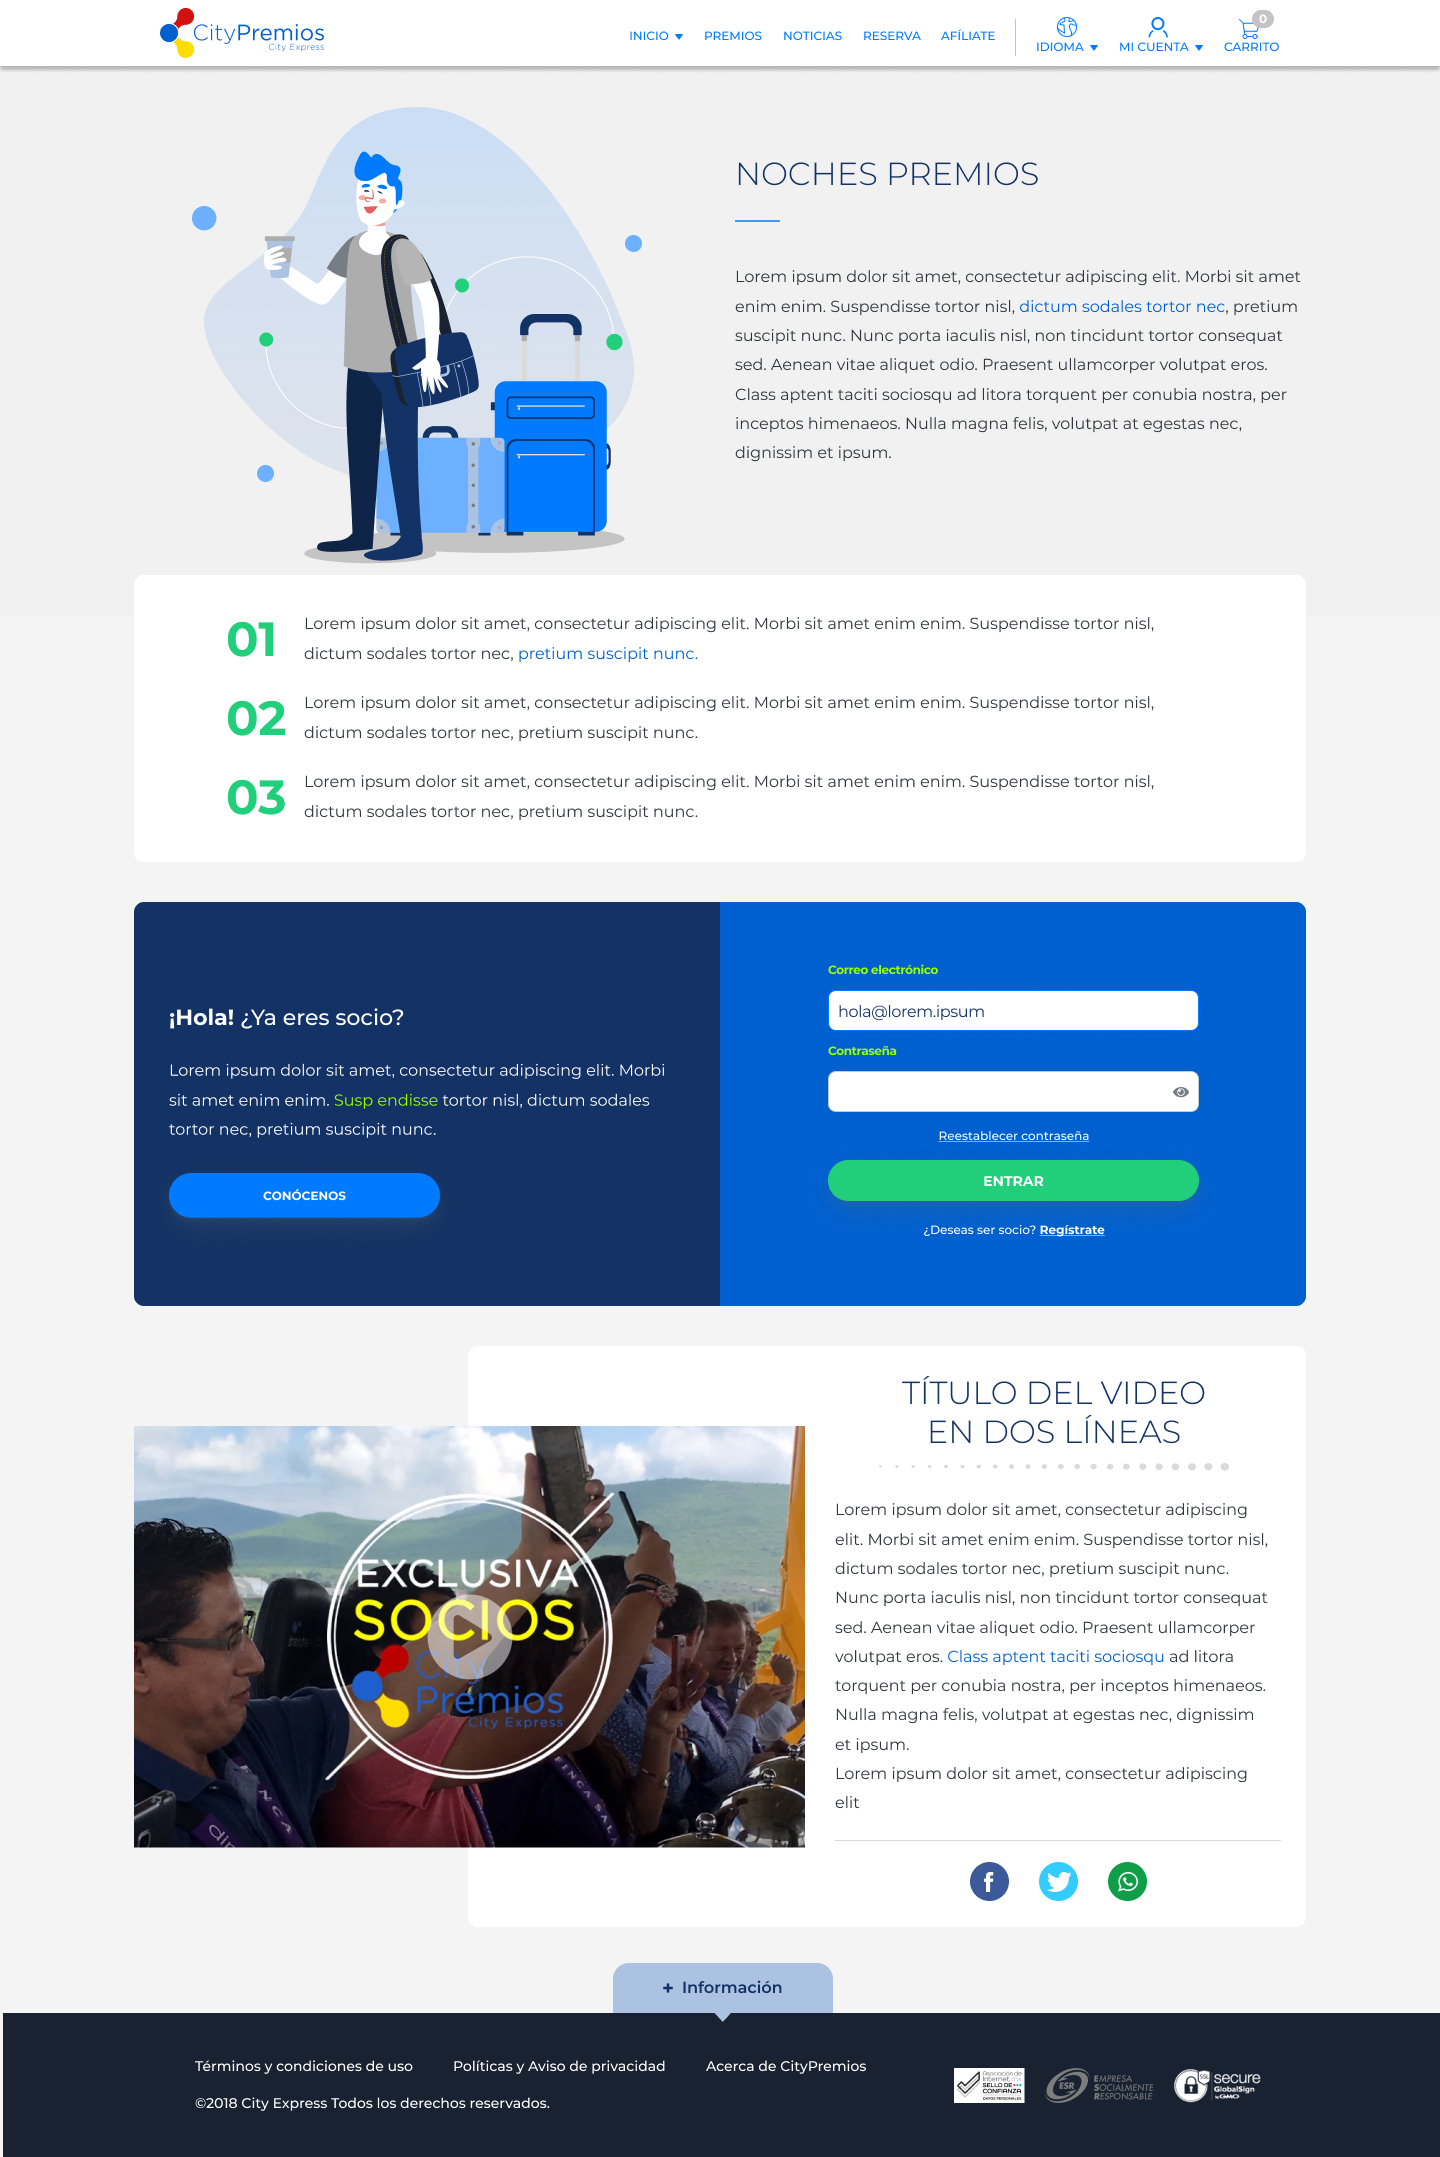 CityPremios
City Express
INICIO
PREMIOS
NOTICIAS
RESERVA
AFÍLIATE
IDIOMA
MI CUENTA
0
CARRITO
NOCHES PREMIOS
Lorem ipsum dolor sit amet, consectetur adipiscing elit. Morbi sit amet
enim enim. Suspendisse tortor nisl, dictum sodales tortor nec, pretium
suscipit nunc. Nunc porta iaculis nisl, non tincidunt tortor consequat
sed. Aenean vitae aliquet odio. Praesent ullamcorper volutpat eros.
Class aptent taciti sociosqu ad litora torquent per conubia nostra, per
inceptos himenaeos. Nulla magna felis, volutpat at egestas nec,
dignissim et ipsum.
01
Lorem ipsum dolor sit amet, consectetur adipiscing elit. Morbi sit amet enim enim. Suspendisse tortor nisl,
dictum sodales tortor nec, pretium suscipit nunc.
02
Lorem ipsum dolor sit amet, consectetur adipiscing elit. Morbi sit amet enim enim. Suspendisse tortor nisl,
dictum sodales tortor nec, pretium suscipit nunc.
03
Lorem ipsum dolor sit amet, consectetur adipiscing elit. Morbi sit amet enim enim. Suspendisse tortor nisl,
dictum sodales tortor nec, pretium suscipit nunc.
¡Hola! ¿Ya eres socio?
Lorem ipsum dolor sit amet, consectetur adipiscing elit. Morbi
sit amet enim enim. Susp endisse tortor nisl, dictum sodales
tortor nec, pretium suscipit nunc.
CONÓCENOS
Correo electrónico
hola@lorem.ipsum
Contraseña
Reestablecer contraseña
ENTRAR
¿Deseas ser socio? Regístrate
EXCLUSIVA
SOCIOS
City
Premios
City Express
FINCA SALA
INCA
TÍTULO DEL VIDEO
EN DOS LÍNEAS
Lorem ipsum dolor sit amet, consectetur adipiscing
elit. Morbi sit amet enim enim. Suspendisse tortor nisl,
dictum sodales tortor nec, pretium suscipit nunc.
Nunc porta iaculis nisl, non tincidunt tortor consequat
sed. Aenean vitae aliquet odio. Praesent ullamcorper
volutpat eros. Class aptent taciti sociosqu ad litora
torquent per conubia nostra, per inceptos himenaeos.
Nulla magna felis, volutpat at egestas nec, dignissim
et ipsum.
Lorem ipsum dolor sit amet, consectetur adipiscing
elit
+ Información
Términos y condiciones de uso
Políticas y Aviso de privacidad
Acerca de CityPremios
©2018 City Express Todos los derechos reservados.
Asociación de
Internet.mx
SELLO DE
CONFIANZA
DATOS PERSONALES
ESR
EMPRESA
SOCIALMENTE
RESPONSABLE
SSL
secure
GlobalSign
by GMO